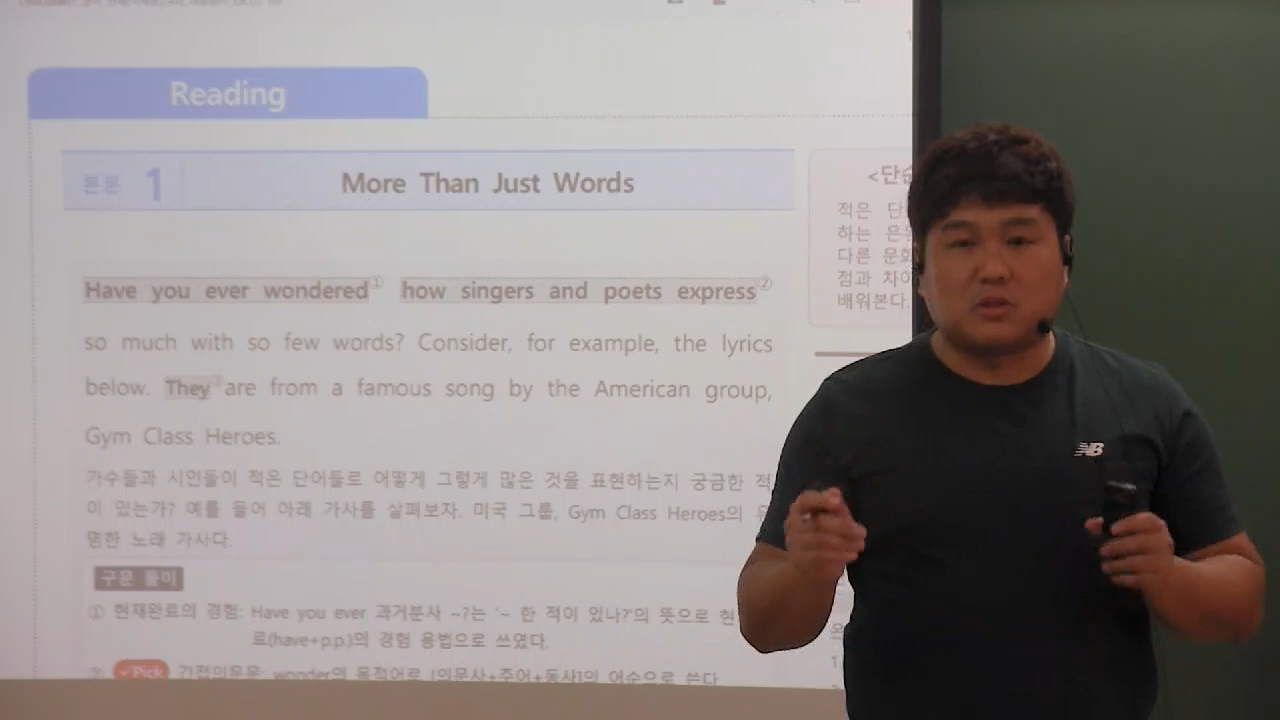 Reading
본문 1 More Than Just Words
<단순
적은 단
하는 은유
다른 문화
점과 차이
배워본다.
Have you ever wondered① how singers and poets express②
so much with so few words? Consider, for example, the lyrics
below. They are from a famous song by the American group,
Gym Class Heroes.
가수들과 시인들이 적은 단어들로 어떻게 그렇게 많은 것을 표현하는지 궁금한 적
이 있는가? 예를 들어 아래 가사를 살펴보자. 미국 그룹, Gym Class Heroes의 유
명한 노래 가사다.
구문 풀이
① 현재완료의 경험: Have you ever 과거분사 ~?는 '~ 한 적이 있나?'의 뜻으로 현
료(have+p.p.)의 경험 용법으로 쓰였다.
② Pick 간접의문문: wonder의 목적어로 [의문사+주어+동사]의 어순으로 쓴다
NB